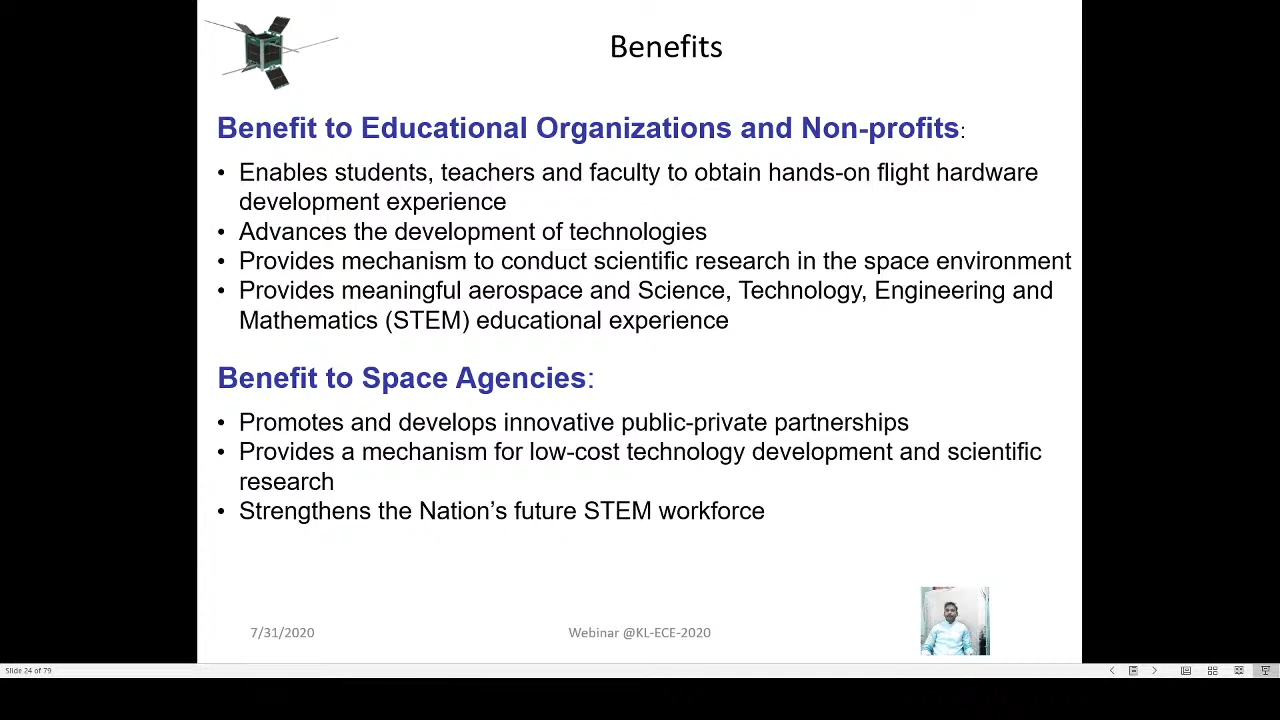 Benefits
Benefit to Educational Organizations and Non-profits:
• Enables students, teachers and faculty to obtain hands-on flight hardware
development experience
• Advances the development of technologies
• Provides mechanism to conduct scientific research in the space environment
• Provides meaningful aerospace and Science, Technology, Engineering and
Mathematics (STEM) educational experience
Benefit to Space Agencies:
• Promotes and develops innovative public-private partnerships
• Provides a mechanism for low-cost technology development and scientific
research
• Strengthens the Nation’s future STEM workforce
7/31/2020
Webinar @KL-ECE-2020
Slide 24 of 79